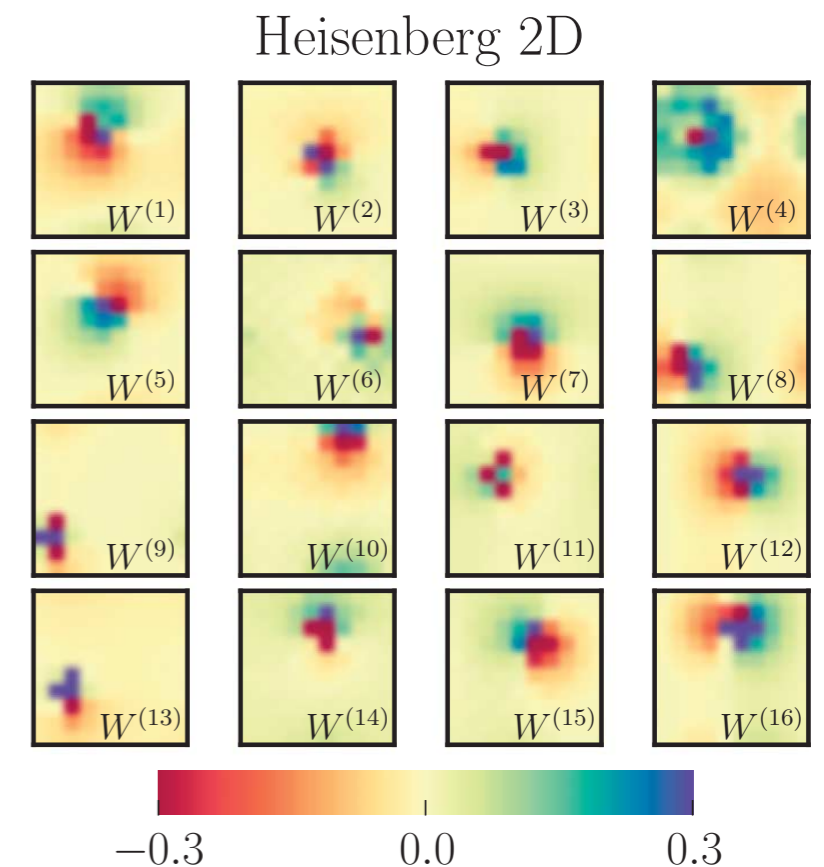 Heisenberg 2D
W^{(1)} W^{(2)} W^{(3)} W^{(4)}
W^{(5)} W^{(6)} W^{(7)} W^{(8)}
W^{(9)} W^{(10)} W^{(11)} W^{(12)}
W^{(13)} W^{(14)} W^{(15)} W^{(16)}
−0.3 0.0 0.3